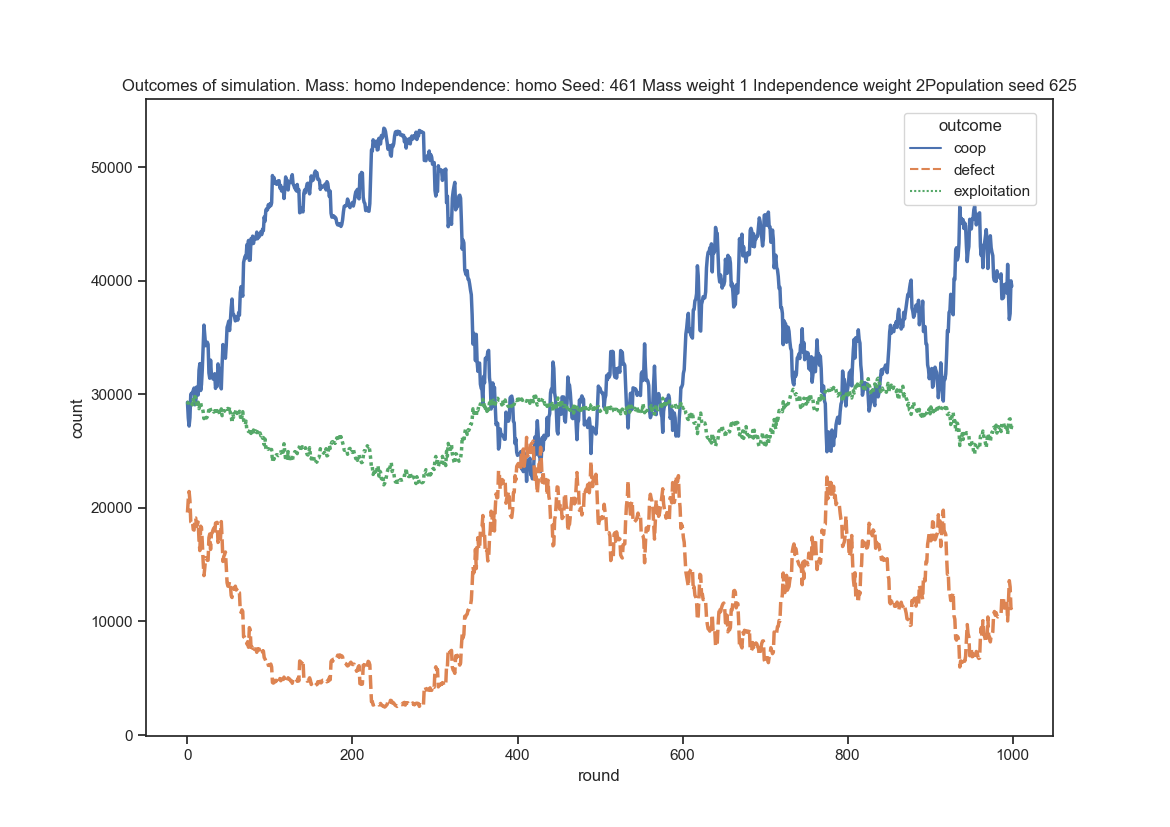 Outcomes of simulation. Mass: homo Independence: homo Seed: 461 Mass weight 1 Independence weight 2Population seed 625
outcome
coop
defect
exploitation
50000
40000
30000
20000
10000
0
count
0 200 400 600 800 1000
round